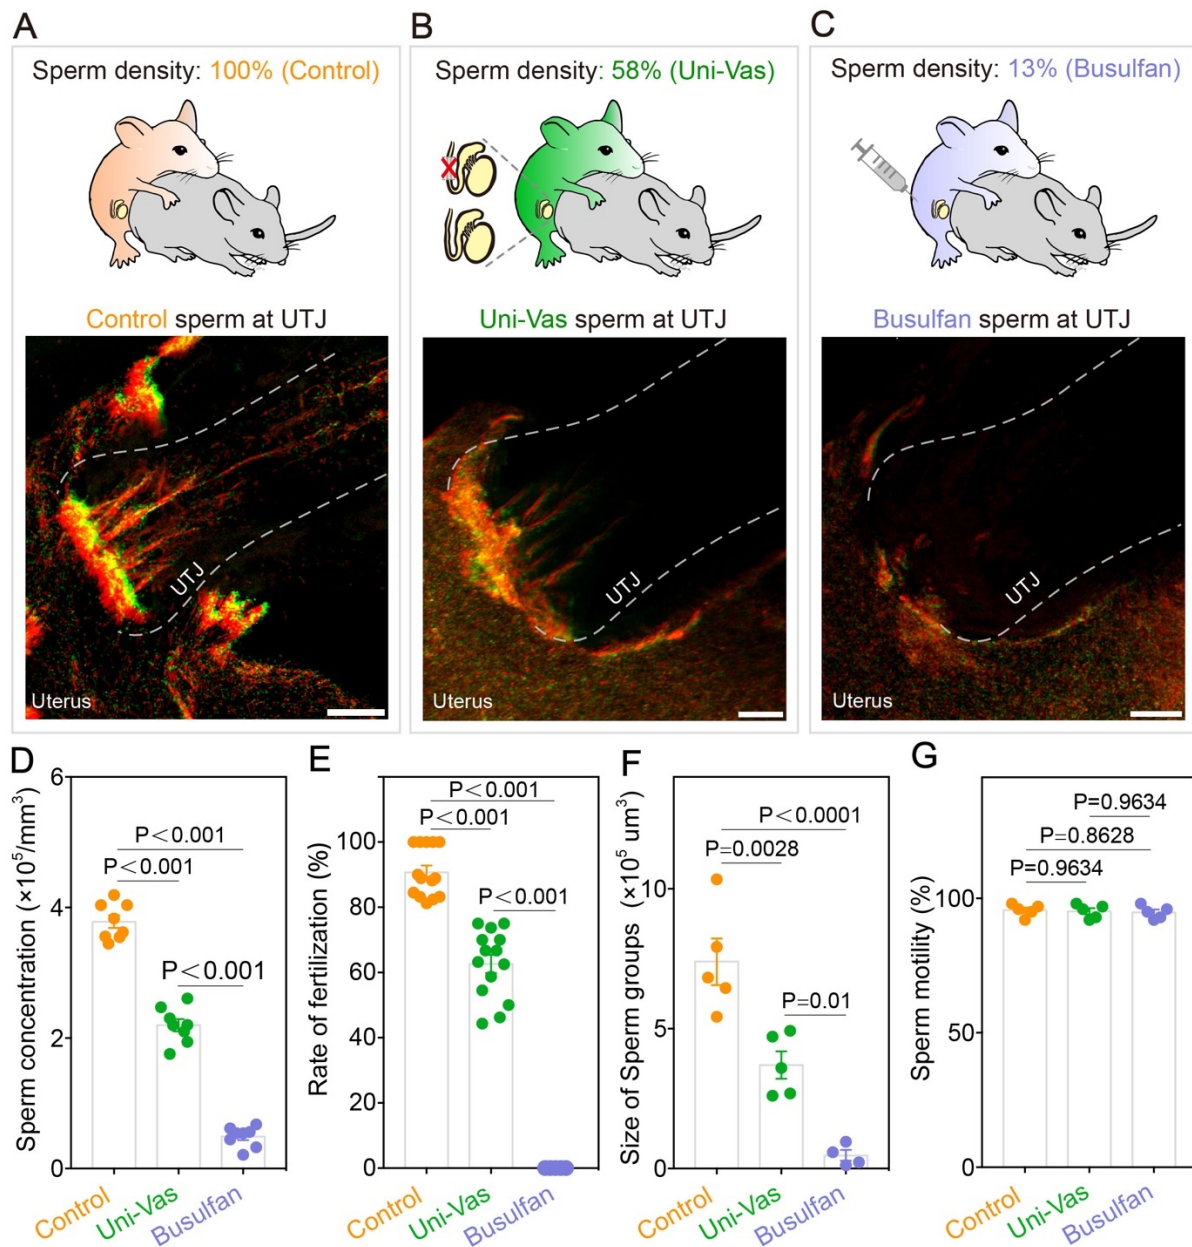 A
Sperm density: 100% (Control)
Control sperm at UTJ
UTJ
Uterus
B
Sperm density: 58% (Uni-Vas)
Uni-Vas sperm at UTJ
UTJ
Uterus
C
Sperm density: 13% (Busulfan)
Busulfan sperm at UTJ
UTJ
Uterus
D
Sperm concentration (×10⁵/mm³)
6
4
2
0
P<0.001
P<0.001
P<0.001
Control
Uni-Vas
Busulfan
E
Rate of fertilization (%)
100
80
60
40
20
0
P<0.001
P<0.001
P<0.001
Control
Uni-Vas
Busulfan
F
Size of Sperm groups (×10⁵ um³)
10
5
0
P<0.0001
P=0.0028
P=0.01
Control
Uni-Vas
Busulfan
G
Sperm motility (%)
100
50
0
P=0.9634
P=0.8628
P=0.9634
Control
Uni-Vas
Busulfan